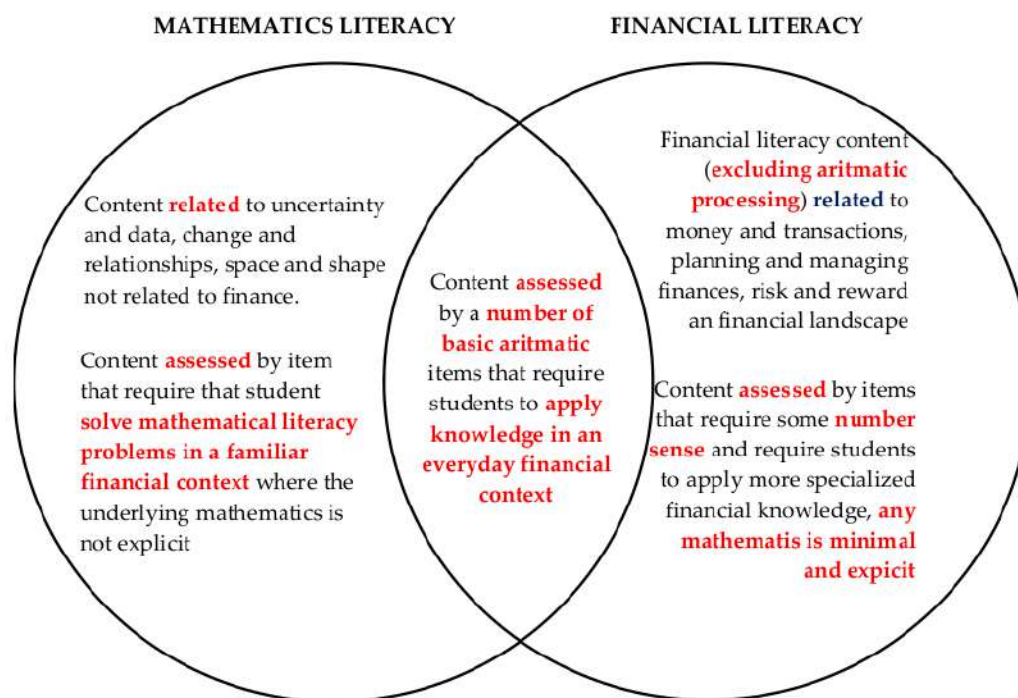 MATHEMATICS LITERACY
FINANCIAL LITERACY
Content related to uncertainty
and data, change and
relationships, space and shape
not related to finance.
Content assessed by item
that require that student
solve mathematical literacy
problems in a familiar
financial context where the
underlying mathematics is
not explicit
Content assessed
by a number of
basic aritmatic
items that require
students to apply
knowledge in an
everyday financial
context
Financial literacy content
(excluding aritmatic
processing) related to
money and transactions,
planning and managing
finances, risk and reward
an financial landscape
Content assessed by items
that require some number
sense and require students
to apply more specialized
financial knowledge, any
mathematis is minimal
and expicit